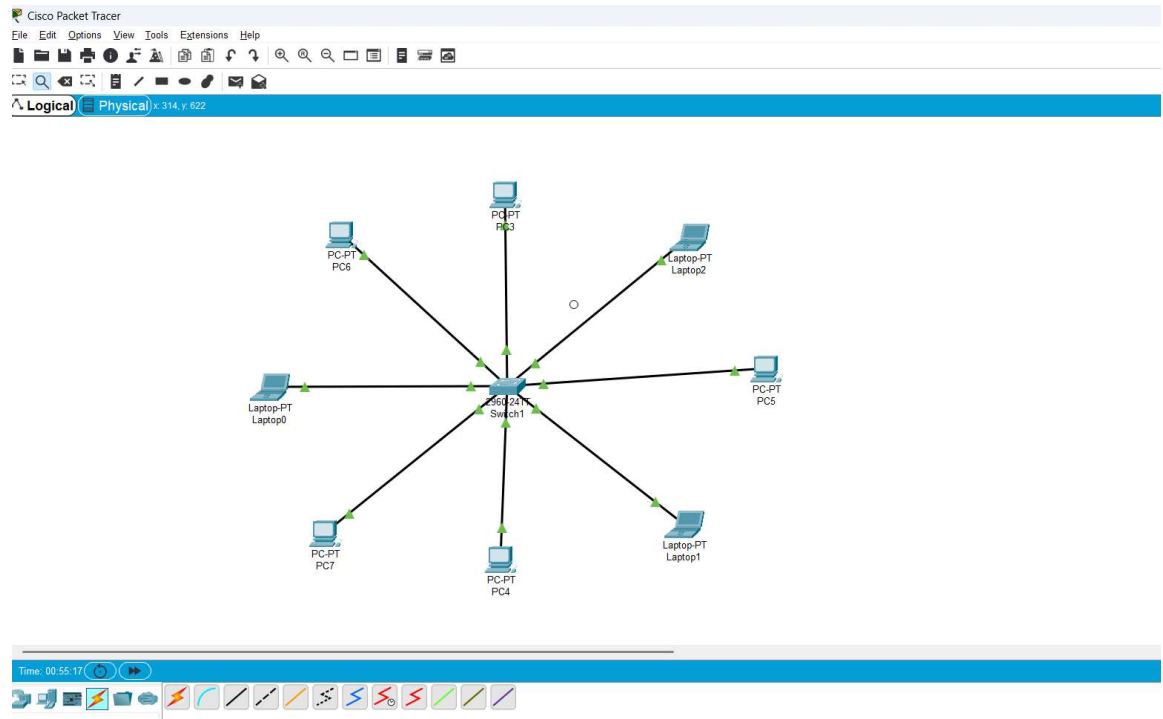 Cisco Packet Tracer
File Edit Options View Tools Extensions Help
Logical Physical x: 314, y: 622
PC-PT
PC3
PC-PT
PC6
Laptop-PT
Laptop2
PC-PT
PC5
Laptop-PT
Laptop0
2960-24TT
Switch1
Laptop-PT
Laptop1
PC-PT
PC7
PC-PT
PC4
Time: 00:55:17